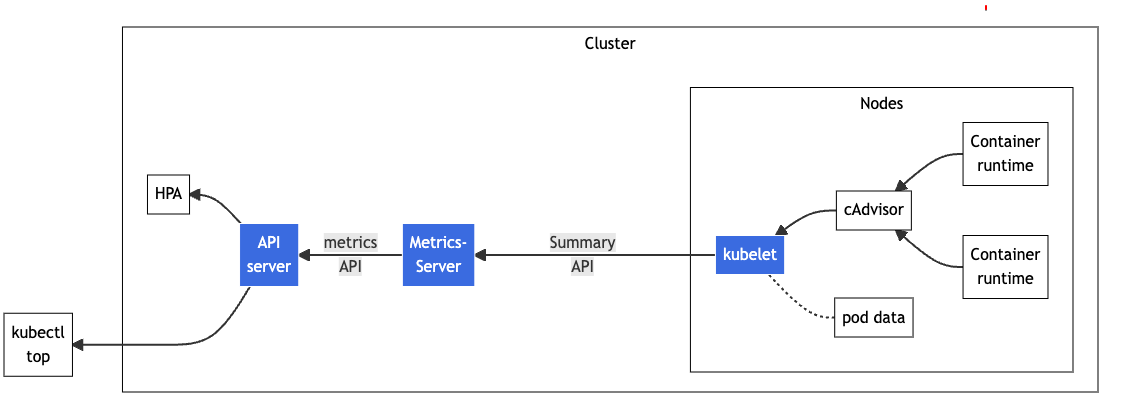 Cluster
Nodes
Container
runtime
cAdvisor
HPA
API
server
metrics
API
Metrics-
Server
Summary
API
kubelet
Container
runtime
pod data
kubectl
top